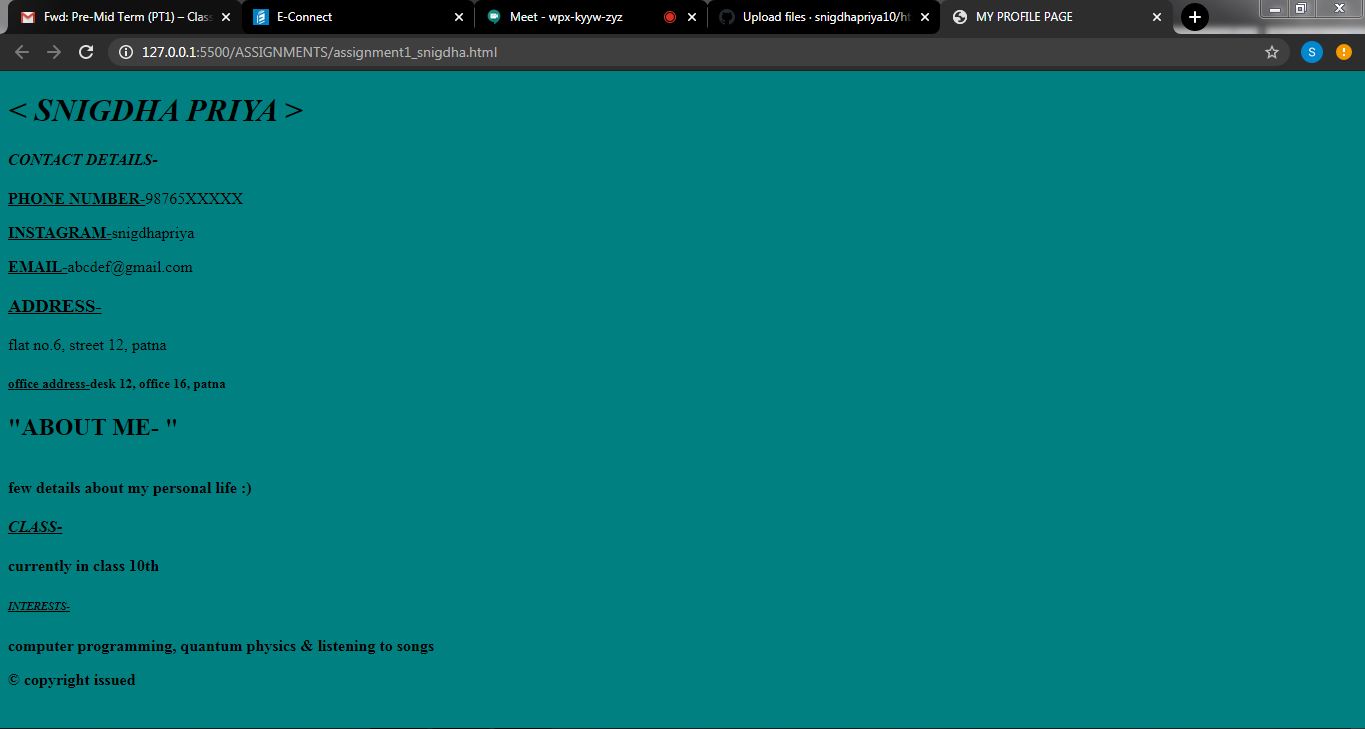 Fwd: Pre-Mid Term (PT1) – Clas
E-Connect
Meet - wpx-kyyw-zyz
Upload files · snigdhapriya10/ht
MY PROFILE PAGE
127.0.0.1:5500/ASSIGNMENTS/assignment1_snigdha.html
S
< SNIGDHA PRIYA >
CONTACT DETAILS-
PHONE NUMBER-98765XXXXX
INSTAGRAM-snigdhapriya
EMAIL-abcdef@gmail.com
ADDRESS-
flat no.6, street 12, patna
office address-desk 12, office 16, patna
"ABOUT ME- "
few details about my personal life :)
CLASS-
currently in class 10th
INTERESTS-
computer programming, quantum physics & listening to songs
© copyright issued